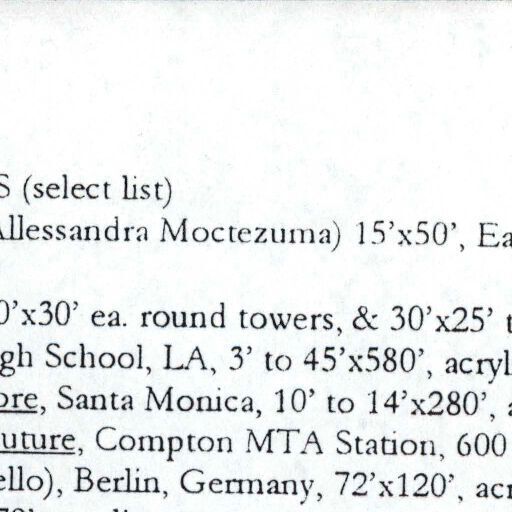 S (select list)
Allessandra Moctezuma) 15’x50’, Ea
0’x30’ ea. round towers, & 30’x25’ t
gh School, LA, 3’ to 45’x580’, acryl
ore, Santa Monica, 10’ to 14’x280’, a
uture, Compton MTA Station, 600
ello), Berlin, Germany, 72’x120’, acr